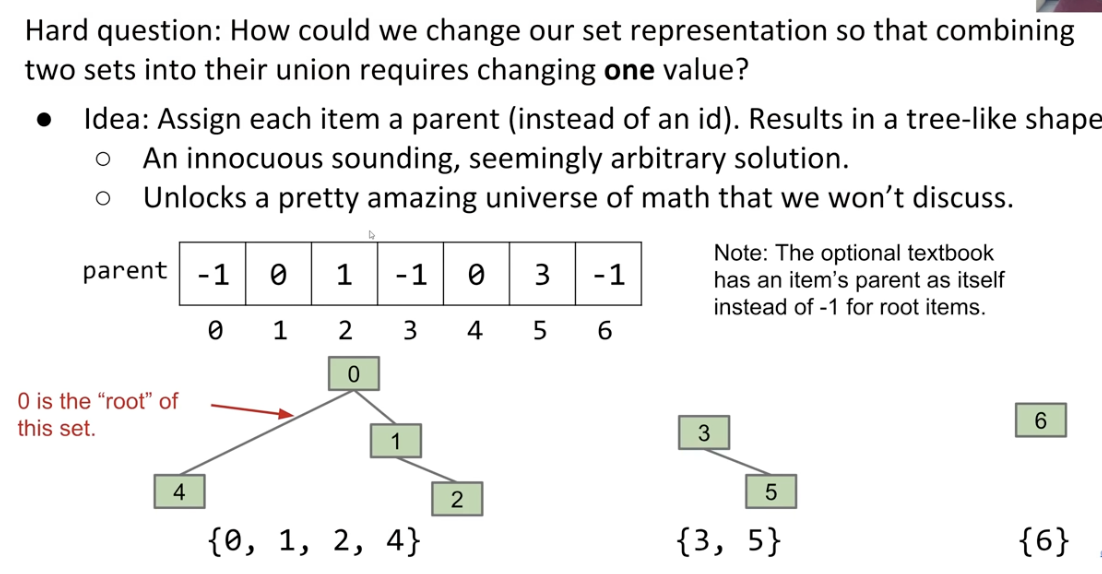 Hard question: How could we change our set representation so that combining
two sets into their union requires changing one value?
● Idea: Assign each item a parent (instead of an id). Results in a tree-like shape
○ An innocuous sounding, seemingly arbitrary solution.
○ Unlocks a pretty amazing universe of math that we won’t discuss.
parent -1 0 1 -1 0 3 -1
0 1 2 3 4 5 6
Note: The optional textbook
has an item’s parent as itself
instead of -1 for root items.
0 is the “root” of
this set.
0
1
4
2
3
5
6
{0, 1, 2, 4}
{3, 5}
{6}